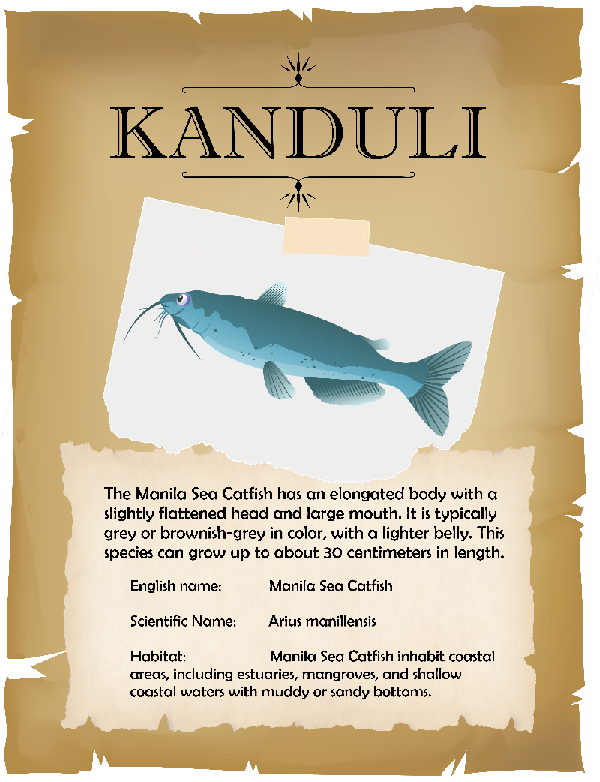 KANDULI
The Manila Sea Catfish has an elongated body with a
slightly flattened head and large mouth. It is typically
grey or brownish-grey in color, with a lighter belly. This
species can grow up to about 30 centimeters in length.
English name: Manila Sea Catfish
Scientific Name: Arius manillensis
Habitat: Manila Sea Catfish inhabit coastal
areas, including estuaries, mangroves, and shallow
coastal waters with muddy or sandy bottoms.